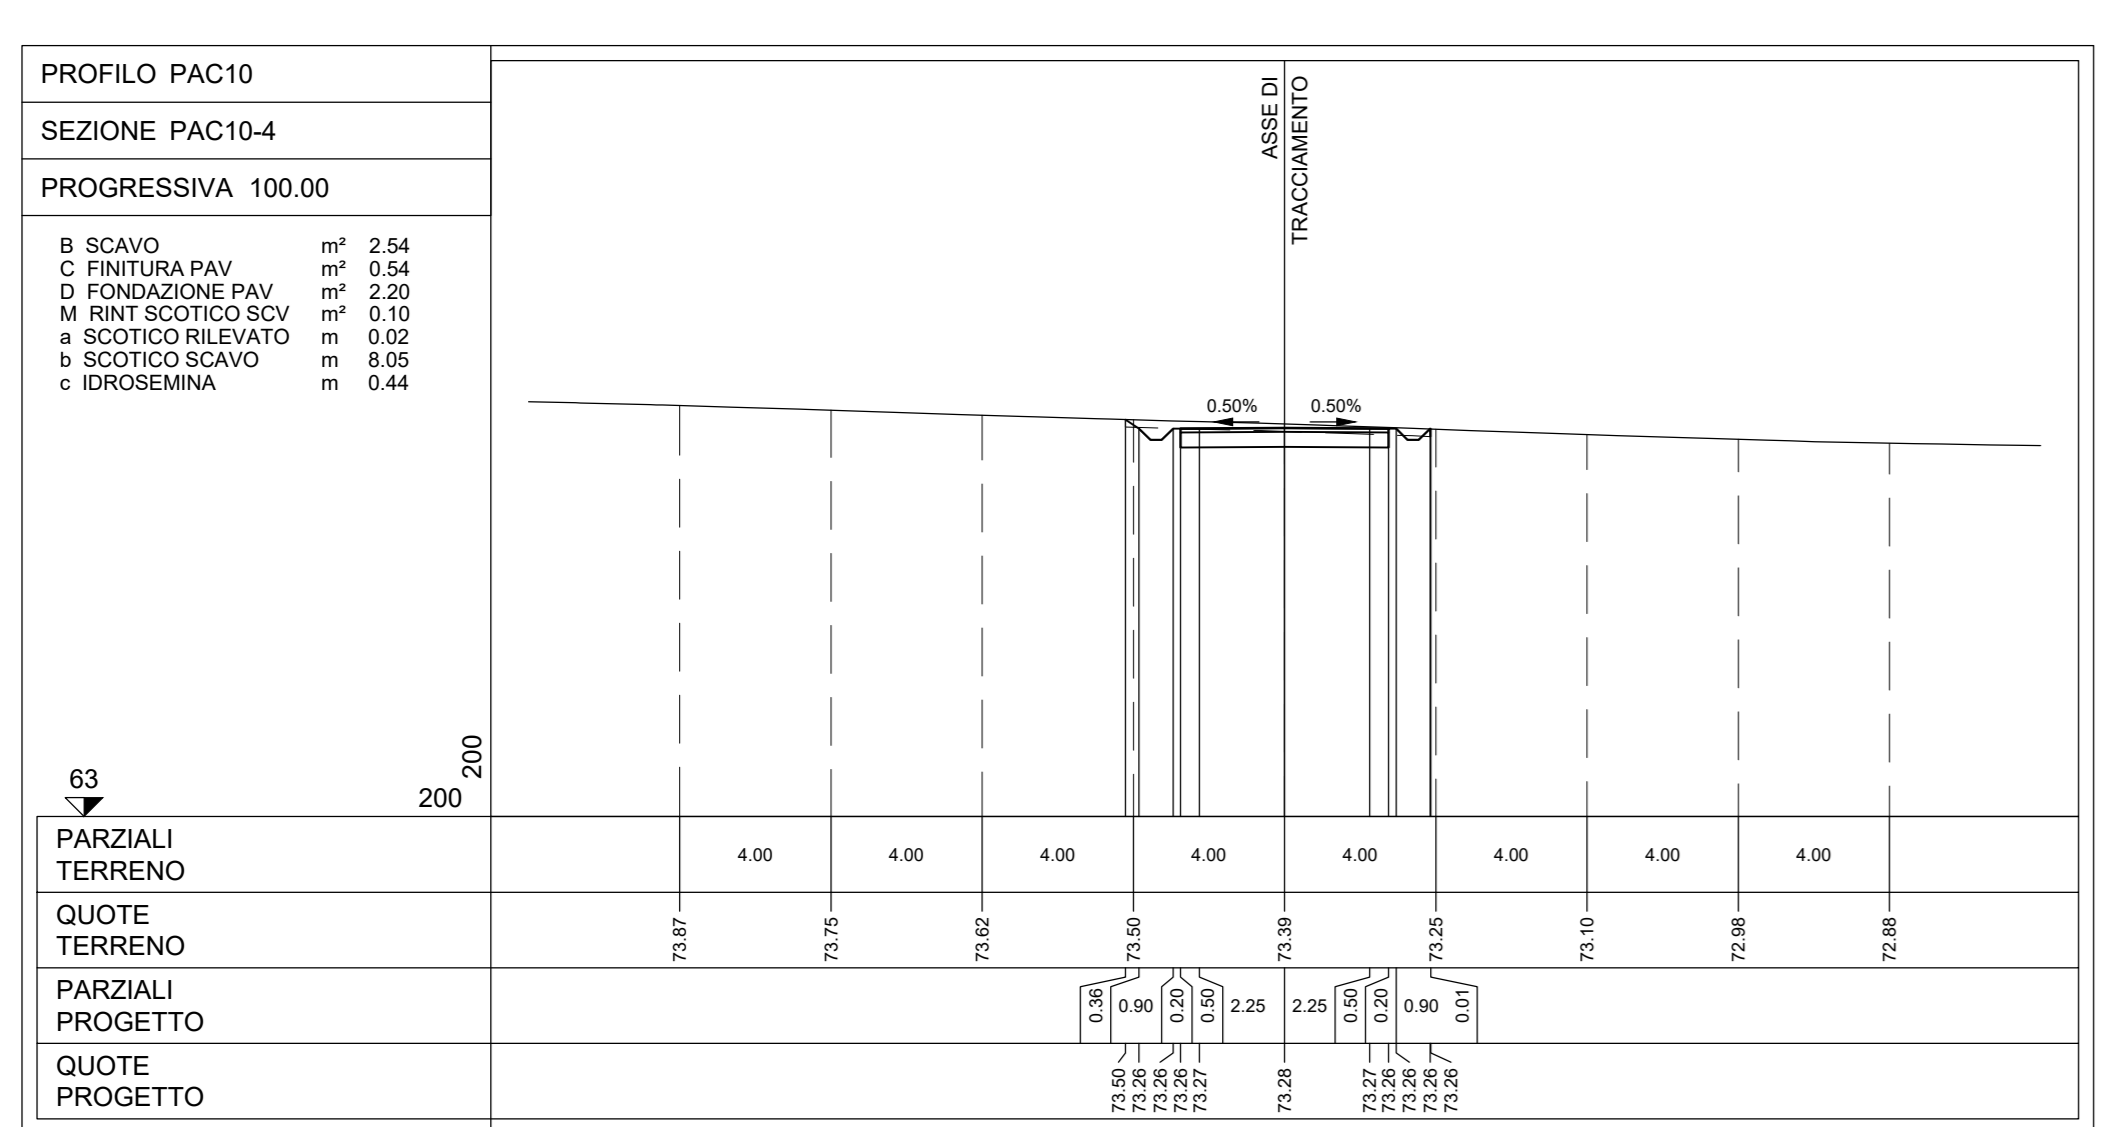 PROFILO PAC10
SEZIONE PAC10-4
PROGRESSIVA 100.00
B SCAVO m² 2.54
C FINITURA PAV m² 0.54
D FONDAZIONE PAV m² 2.20
M RINT SCOTICO SCV m² 0.10
a SCOTICO RILEVATO m 0.02
b SCOTICO SCAVO m 8.05
c IDROSEMINA m 0.44
ASSE DI
TRACCIAMENTO
0.50% 0.50%
63
200
200
PARZIALI
TERRENO
4.00 4.00 4.00 4.00 4.00 4.00 4.00 4.00
QUOTE
TERRENO
73.87 73.75 73.62 73.50 73.39 73.25 73.10 72.98 72.88
PARZIALI
PROGETTO
0.36 0.90 0.20 0.50 2.25 2.25 0.50 0.20 0.90 0.01
QUOTE
PROGETTO
73.50 73.26 73.26 73.26 73.27 73.28 73.27 73.26 73.26 73.26 73.26